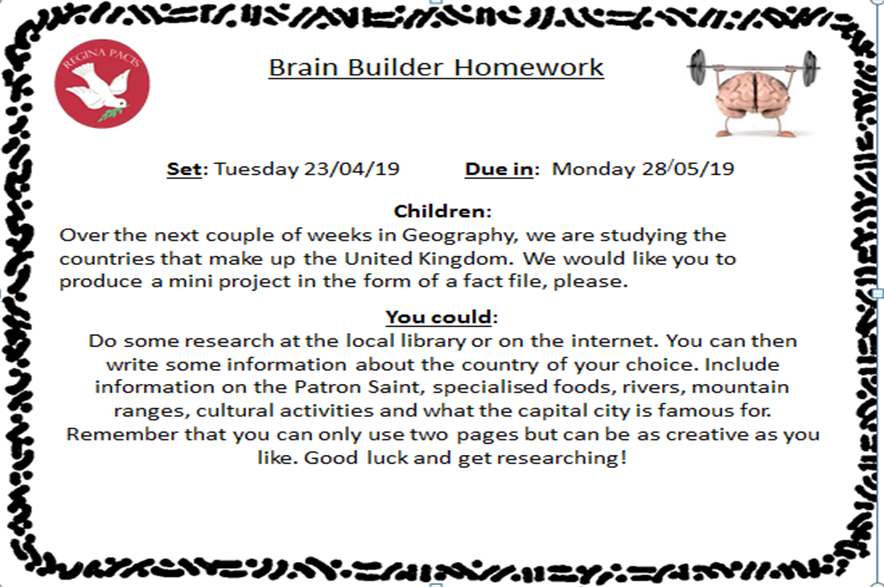 REGINA PACIS
Brain Builder Homework
Set: Tuesday 23/04/19 Due in: Monday 28/05/19
Children:
Over the next couple of weeks in Geography, we are studying the
countries that make up the United Kingdom. We would like you to
produce a mini project in the form of a fact file, please.
You could:
Do some research at the local library or on the internet. You can then
write some information about the country of your choice. Include
information on the Patron Saint, specialised foods, rivers, mountain
ranges, cultural activities and what the capital city is famous for.
Remember that you can only use two pages but can be as creative as you
like. Good luck and get researching!